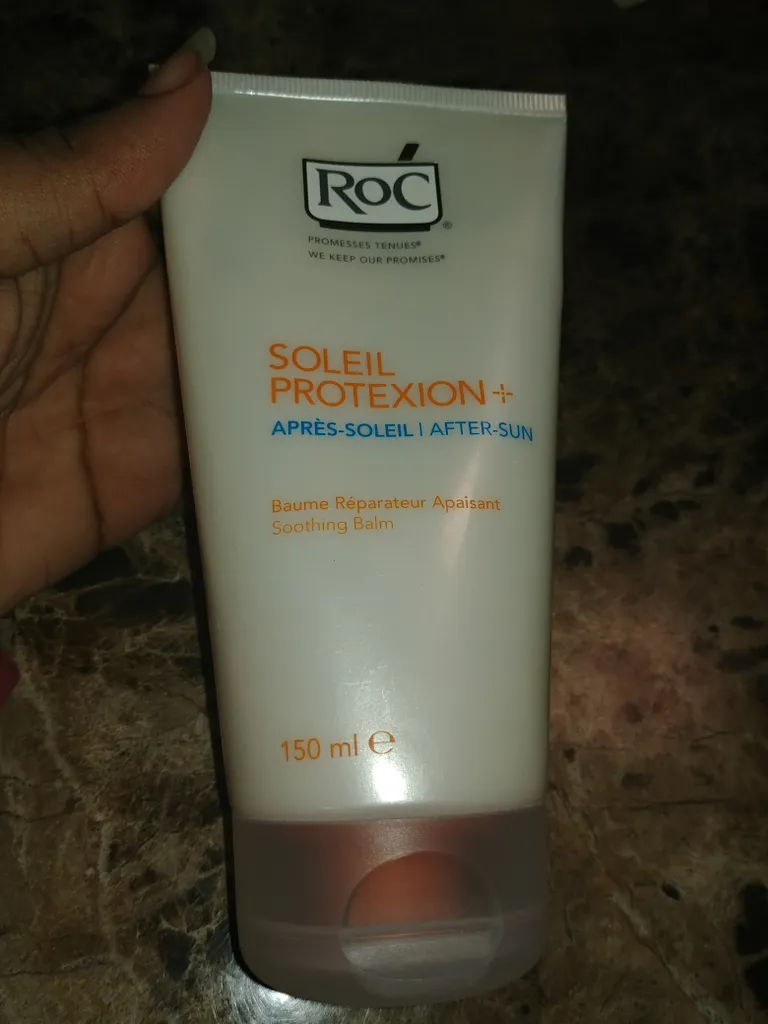 RoC®
PROMESSES TENUES®
WE KEEP OUR PROMISES®
SOLEIL
PROTEXION+
APRÈS-SOLEIL | AFTER-SUN
Baume Réparateur Apaisant
Soothing Balm
150 ml ℮